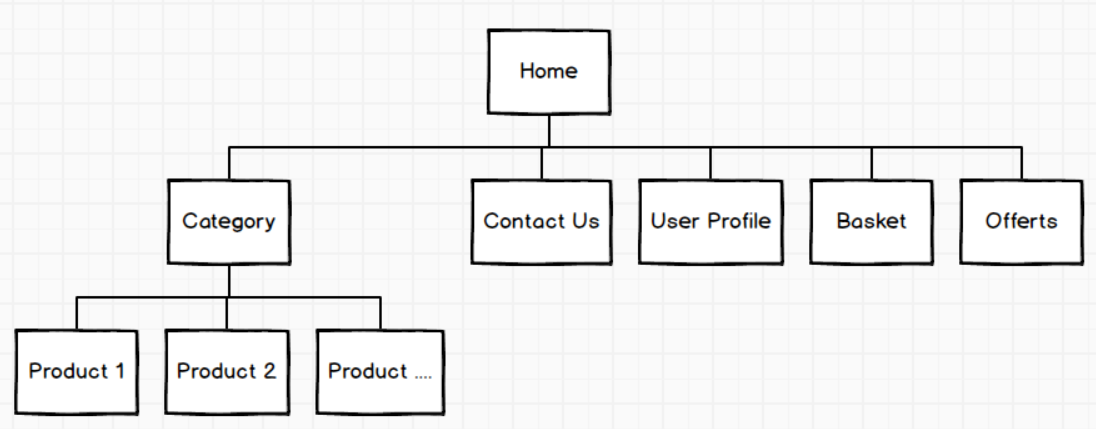 Home
Category
Contact Us
User Profile
Basket
Offerts
Product 1
Product 2
Product ....